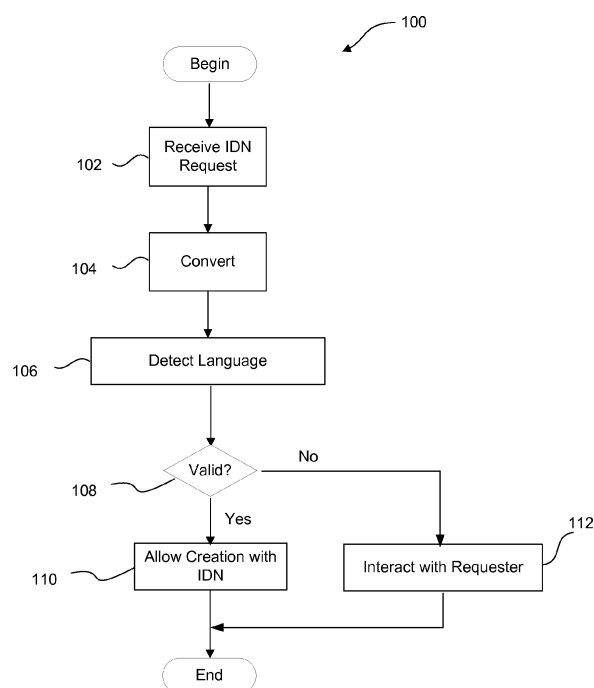 100
Begin
102
Receive IDN
Request
104
Convert
106
Detect Language
108
Valid?
No
Yes
110
Allow Creation with
IDN
112
Interact with Requester
End